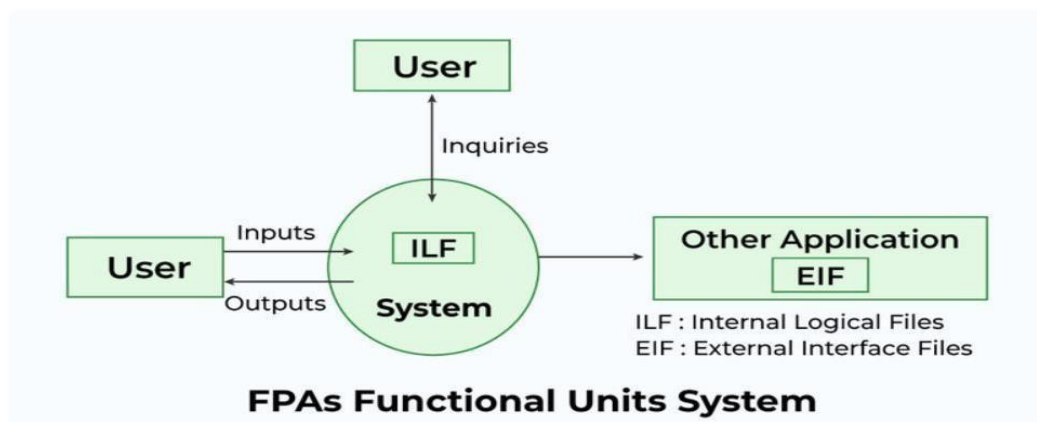 User
Inquiries
Inputs
User
Outputs
ILF
System
Other Application
EIF
ILF : Internal Logical Files
EIF : External Interface Files
FPAs Functional Units System